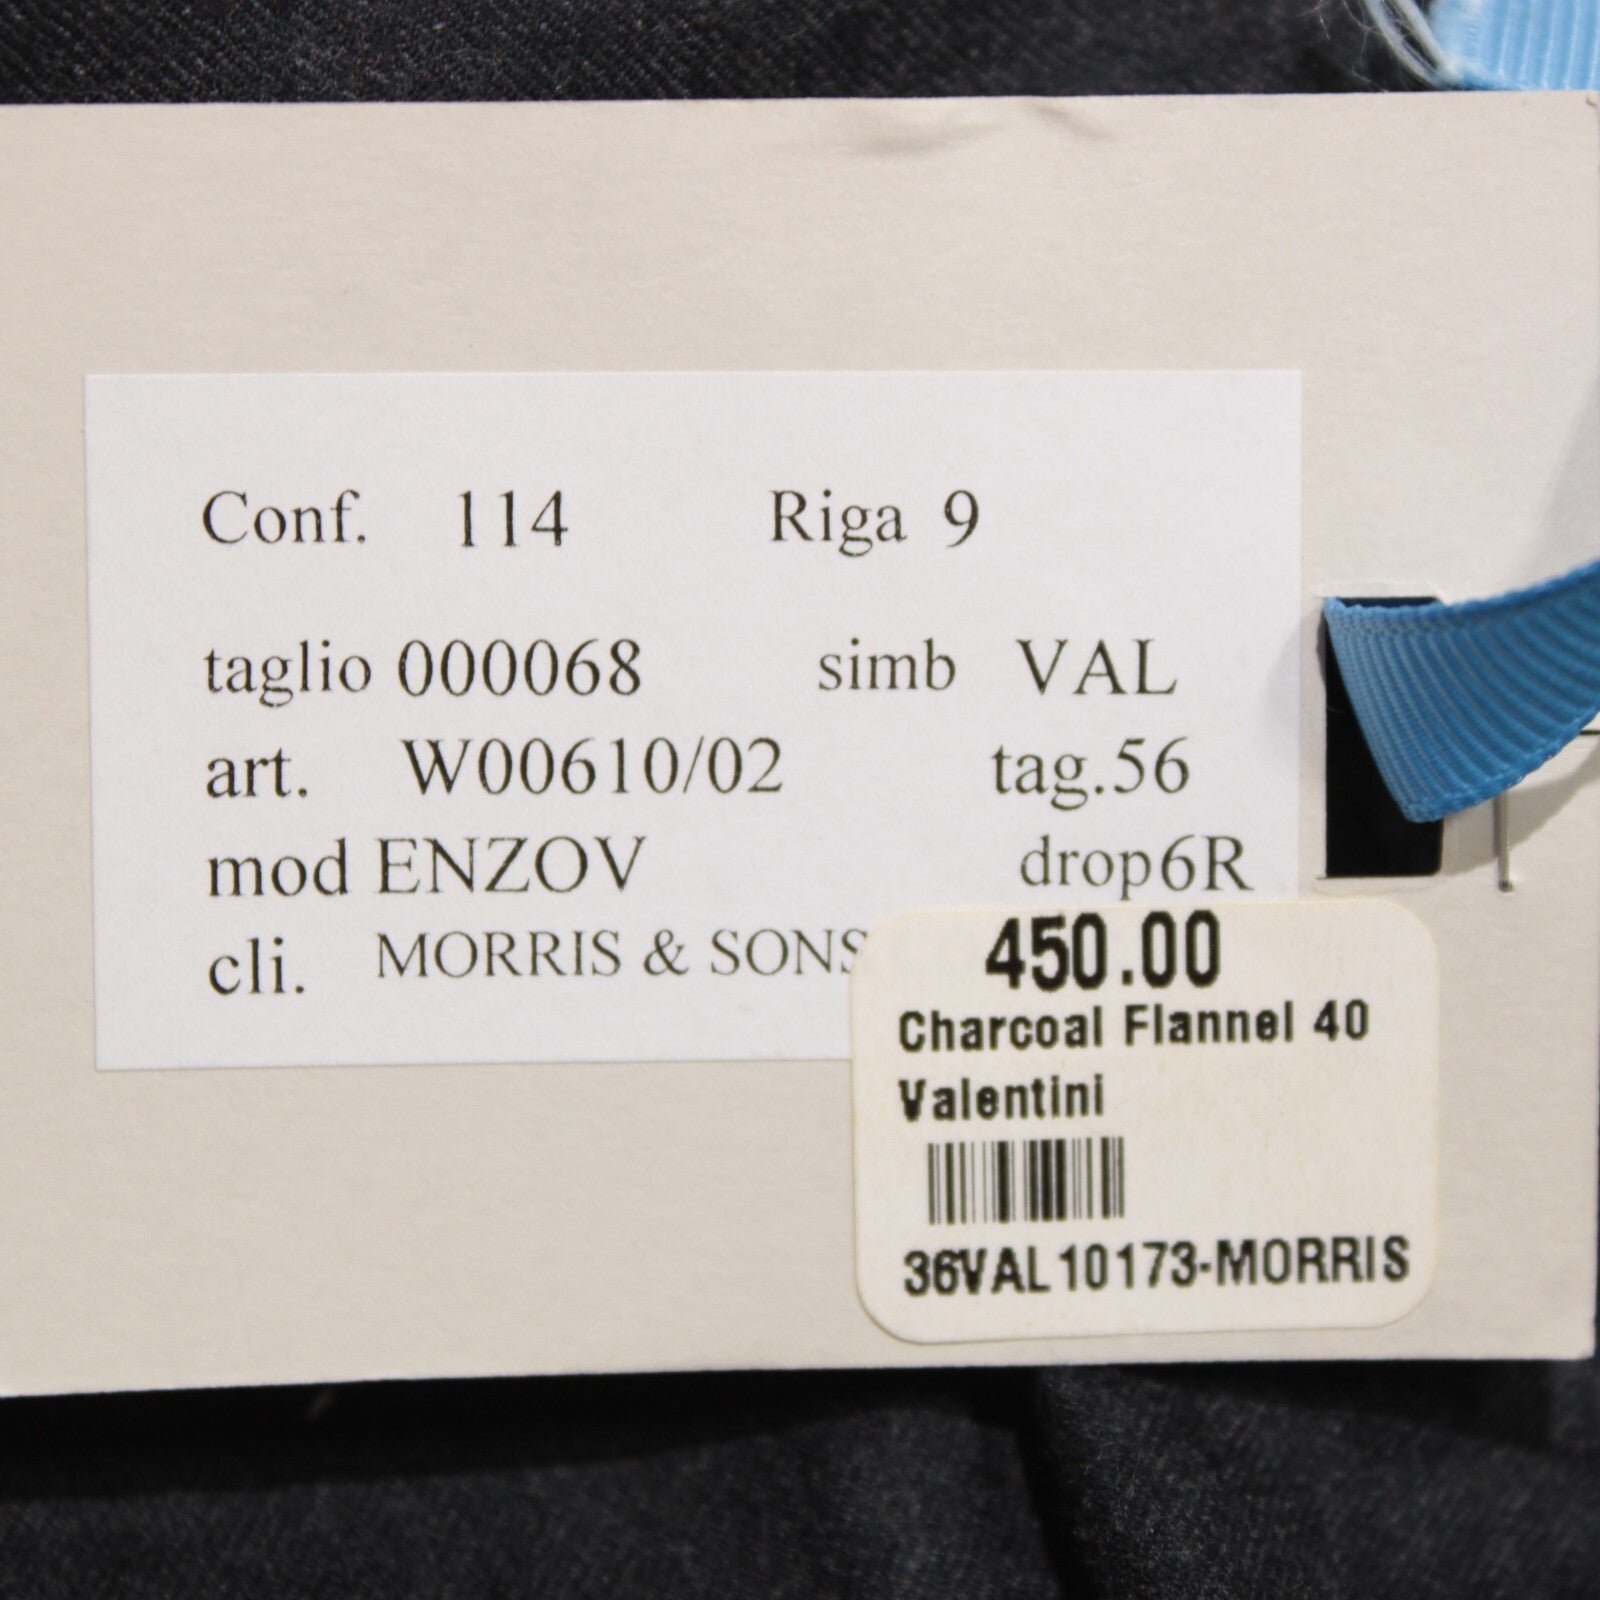 Conf. 114 Riga 9
taglio 000068 simb VAL
art. W00610/02 tag.56
mod ENZOV drop6R
cli. MORRIS & SONS
450.00
Charcoal Flannel 40
Valentini
36VAL10173-MORRIS